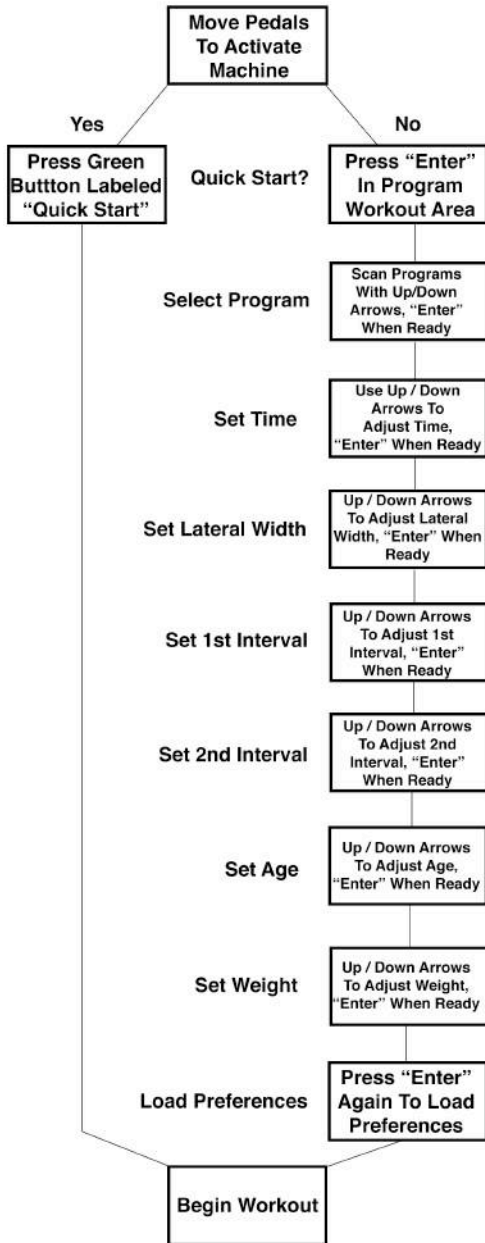 Move Pedals
To Activate
Machine
Yes
No
Press Green
Buttton Labeled
“Quick Start”
Quick Start?
Press “Enter”
In Program
Workout Area
Select Program
Scan Programs
With Up/Down
Arrows, “Enter”
When Ready
Set Time
Use Up / Down
Arrows To
Adjust Time,
“Enter” When Ready
Set Lateral Width
Up / Down Arrows
To Adjust Lateral
Width, “Enter” When
Ready
Set 1st Interval
Up / Down Arrows
To Adjust 1st
Interval, “Enter”
When Ready
Set 2nd Interval
Up / Down Arrows
To Adjust 2nd
Interval, “Enter”
When Ready
Set Age
Up / Down Arrows
To Adjust Age,
“Enter” When Ready
Set Weight
Up / Down Arrows
To Adjust Weight,
“Enter” When Ready
Load Preferences
Press “Enter”
Again To Load
Preferences
Begin Workout